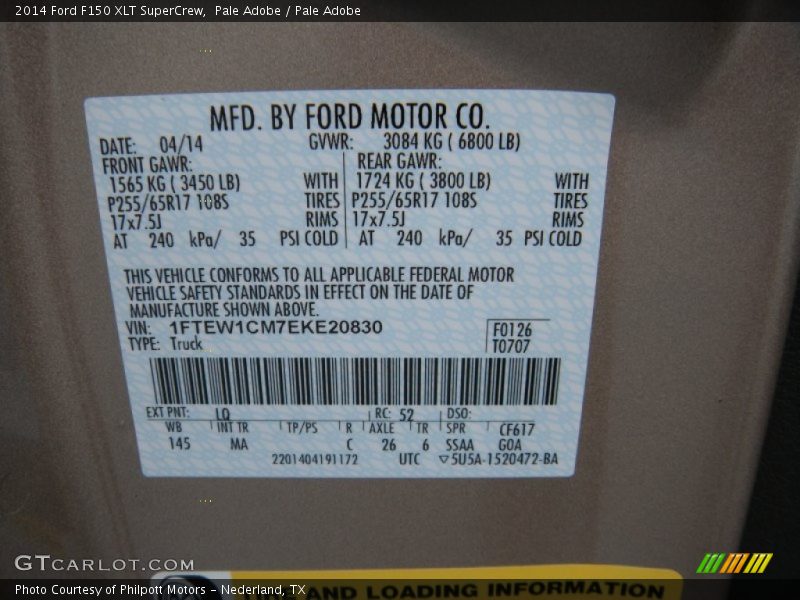 2014 Ford F150 XLT SuperCrew, Pale Adobe / Pale Adobe
MFD. BY FORD MOTOR CO.
DATE: 04/14 GVWR: 3084 KG ( 6800 LB)
FRONT GAWR: REAR GAWR:
1565 KG ( 3450 LB) WITH 1724 KG ( 3800 LB) WITH
P255/65R17 108S TIRES P255/65R17 108S TIRES
17x7.5J RIMS 17x7.5J RIMS
AT 240 kPa/ 35 PSI COLD AT 240 kPa/ 35 PSI COLD
THIS VEHICLE CONFORMS TO ALL APPLICABLE FEDERAL MOTOR
VEHICLE SAFETY STANDARDS IN EFFECT ON THE DATE OF
MANUFACTURE SHOWN ABOVE.
VIN: 1FTEW1CM7EKE20830 F0126
TYPE: Truck T0707
EXT PNT: LQ RC: 52 DSO:
WB INT TR TP/PS R AXLE TR SPR CF617
145 MA C 26 6 SSAA GOA
2201404191172 UTC ▽5U5A-1520472-BA
GTCARLOT.COM
AND LOADING INFORMATION
Photo Courtesy of Philpott Motors - Nederland, TX